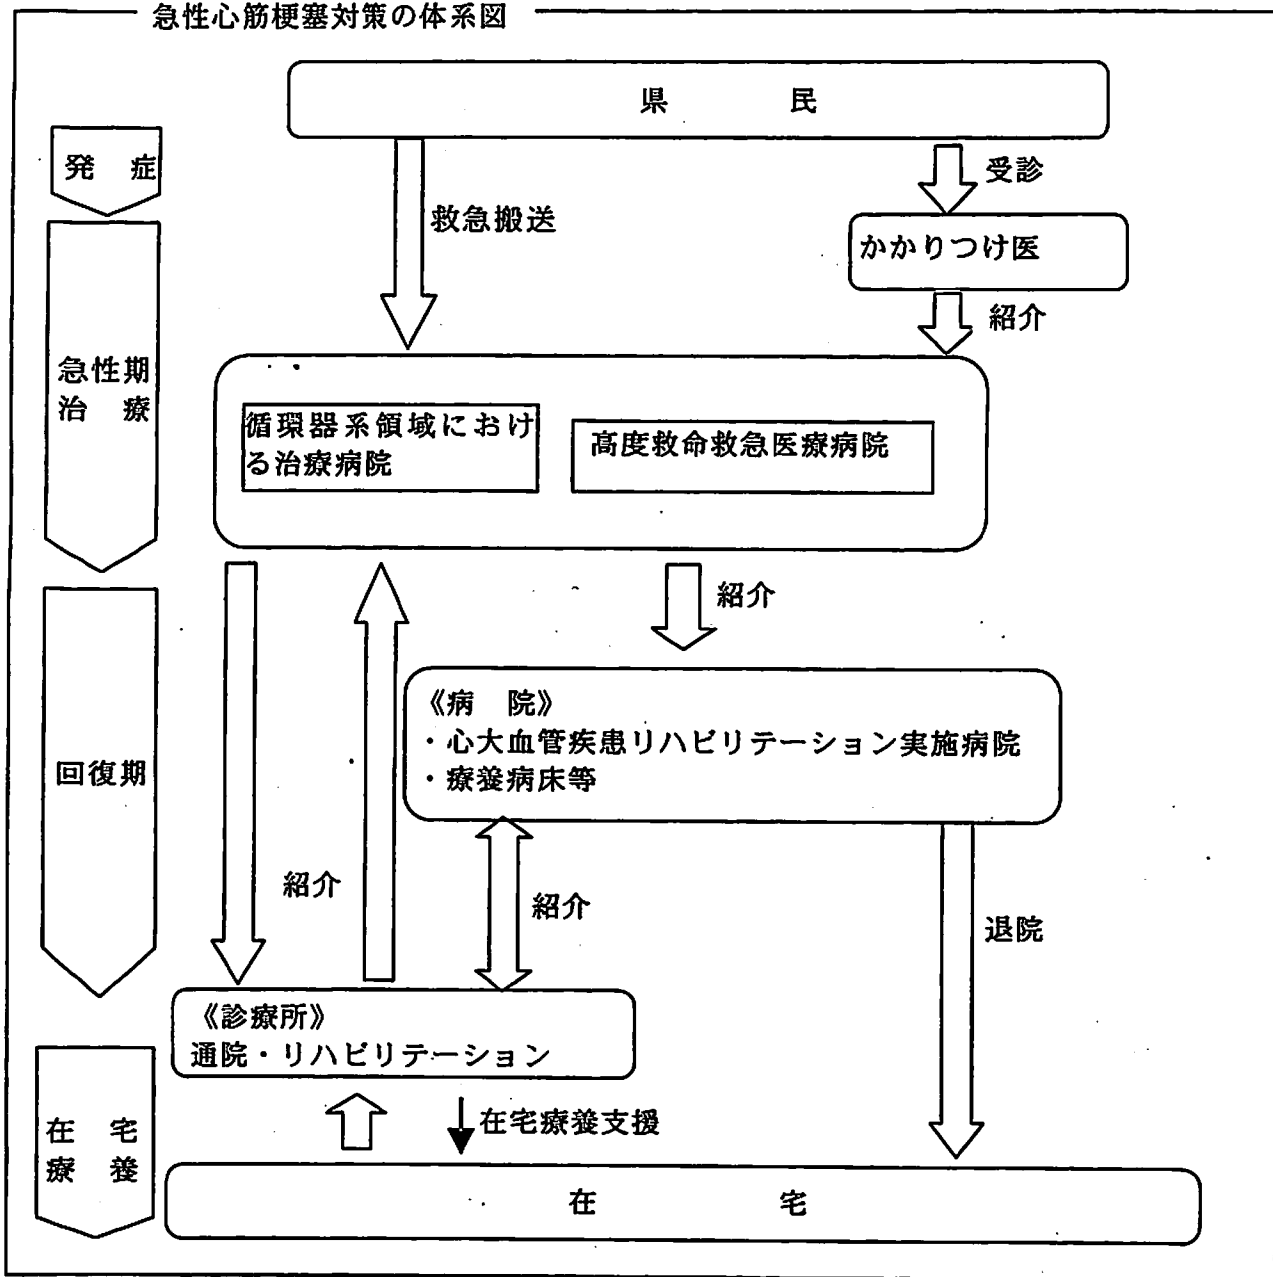 急性心筋梗塞対策の体系図
県 民
発 症
受診
救急搬送
かかりつけ医
紹介
急性期
治 療
循環器系領域におけ
る治療病院
高度救命救急医療病院
紹介
《病 院》
・心大血管疾患リハビリテーション実施病院
・療養病床等
回復期
紹介
紹介
退院
《診療所》
通院・リハビリテーション
在宅療養支援
在 宅
療 養
在 宅